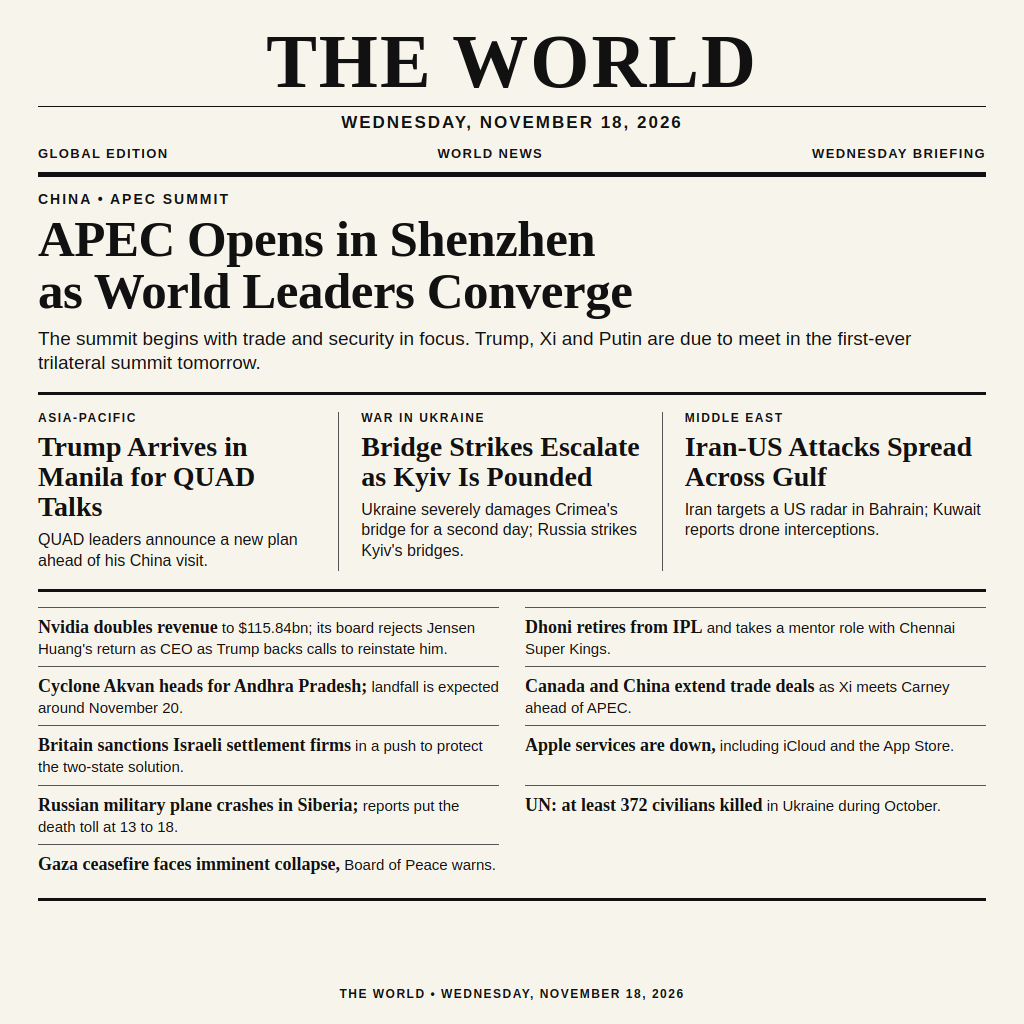 THE WORLD
WEDNESDAY, NOVEMBER 18, 2026
GLOBAL EDITION
WORLD NEWS
WEDNESDAY BRIEFING
CHINA • APEC SUMMIT
APEC Opens in Shenzhen
as World Leaders Converge
The summit begins with trade and security in focus. Trump, Xi and Putin are due to meet in the first-ever
trilateral summit tomorrow.
ASIA-PACIFIC
Trump Arrives in
Manila for QUAD
Talks
QUAD leaders announce a new plan
ahead of his China visit.
WAR IN UKRAINE
Bridge Strikes Escalate
as Kyiv Is Pounded
Ukraine severely damages Crimea's
bridge for a second day; Russia strikes
Kyiv's bridges.
MIDDLE EAST
Iran-US Attacks Spread
Across Gulf
Iran targets a US radar in Bahrain; Kuwait
reports drone interceptions.
Nvidia doubles revenue to $115.84bn; its board rejects Jensen
Huang's return as CEO as Trump backs calls to reinstate him.
Cyclone Akvan heads for Andhra Pradesh; landfall is expected
around November 20.
Britain sanctions Israeli settlement firms in a push to protect
the two-state solution.
Russian military plane crashes in Siberia; reports put the
death toll at 13 to 18.
Gaza ceasefire faces imminent collapse, Board of Peace warns.
Dhoni retires from IPL and takes a mentor role with Chennai
Super Kings.
Canada and China extend trade deals as Xi meets Carney
ahead of APEC.
Apple services are down, including iCloud and the App Store.
UN: at least 372 civilians killed in Ukraine during October.
THE WORLD • WEDNESDAY, NOVEMBER 18, 2026